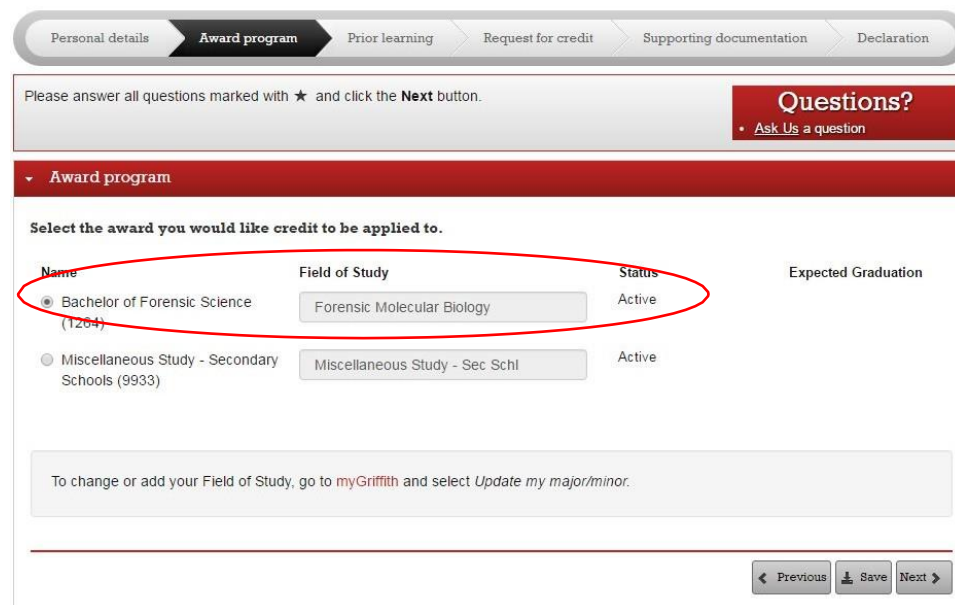 Personal details Award program Prior learning Request for credit Supporting documentation Declaration
Please answer all questions marked with ★ and click the Next button.
Questions?
• Ask Us a question
Award program
Select the award you would like credit to be applied to.
Name Field of Study Status Expected Graduation
Bachelor of Forensic Science Forensic Molecular Biology Active
(1264)
Miscellaneous Study - Secondary Miscellaneous Study - Sec Schl Active
Schools (9933)
To change or add your Field of Study, go to myGriffith and select Update my major/minor.
Previous Save Next